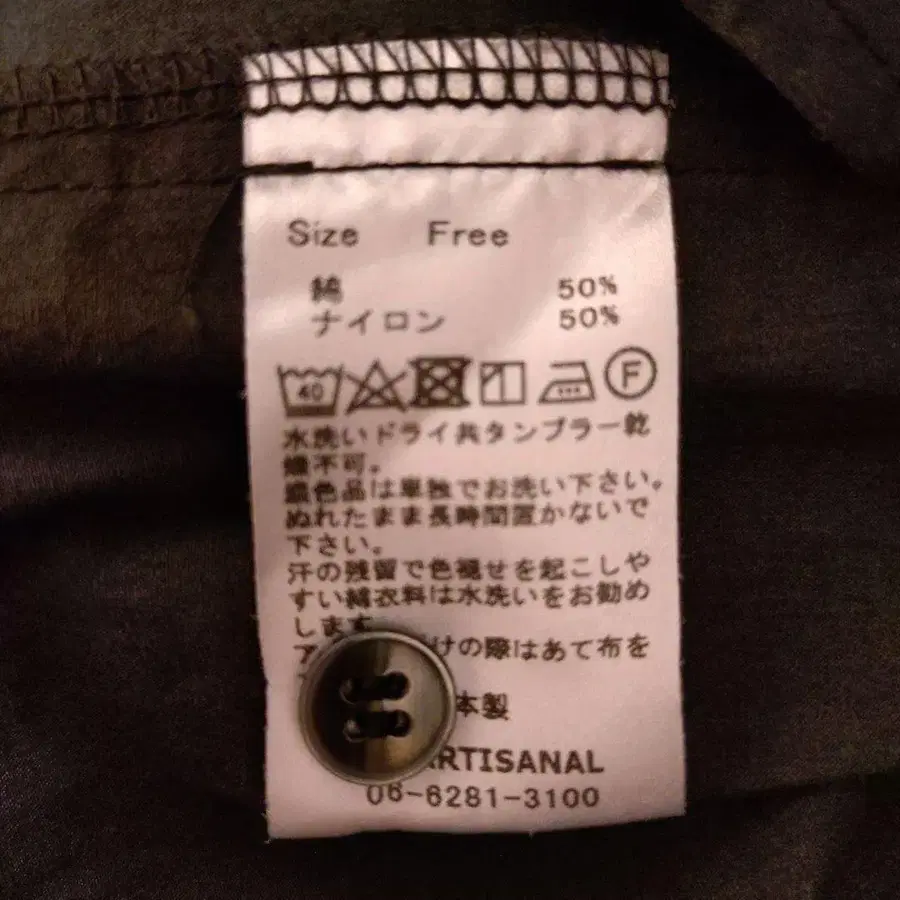 Size Free
綿 50%
ナイロン 50%
40 F
水洗いドライ共タンブラー乾
燥不可。
濃色品は単独でお洗い下さい。
ぬれたまま長時間置かないで
下さい。
汗の残留で色褪せを起こしや
すい綿衣料は水洗いをお勧め
します
ア けの際はあて布を
本製
RTISANAL
06-6281-3100